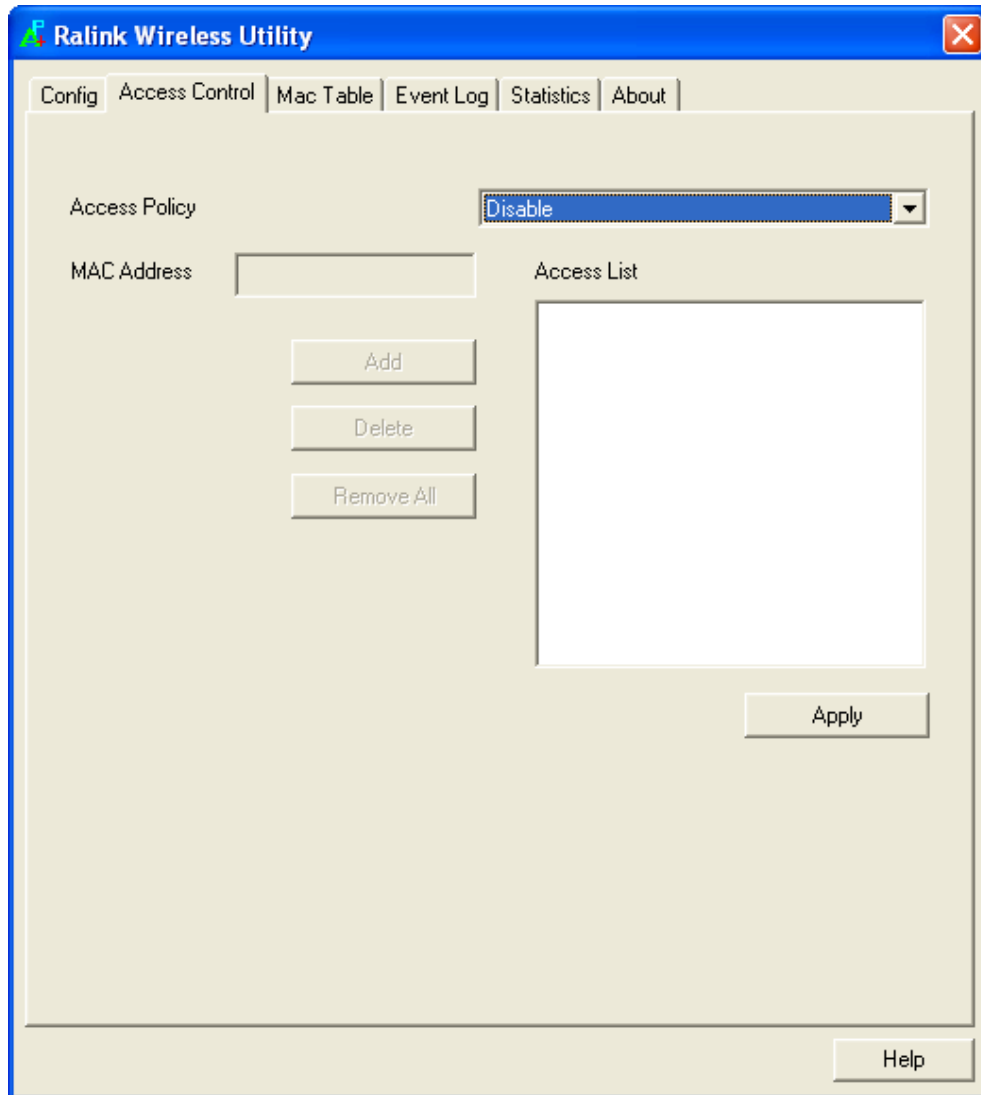 Ralink Wireless Utility
Config Access Control Mac Table Event Log Statistics About
Access Policy Disable
MAC Address Access List
Add
Delete
Remove All
Apply
Help